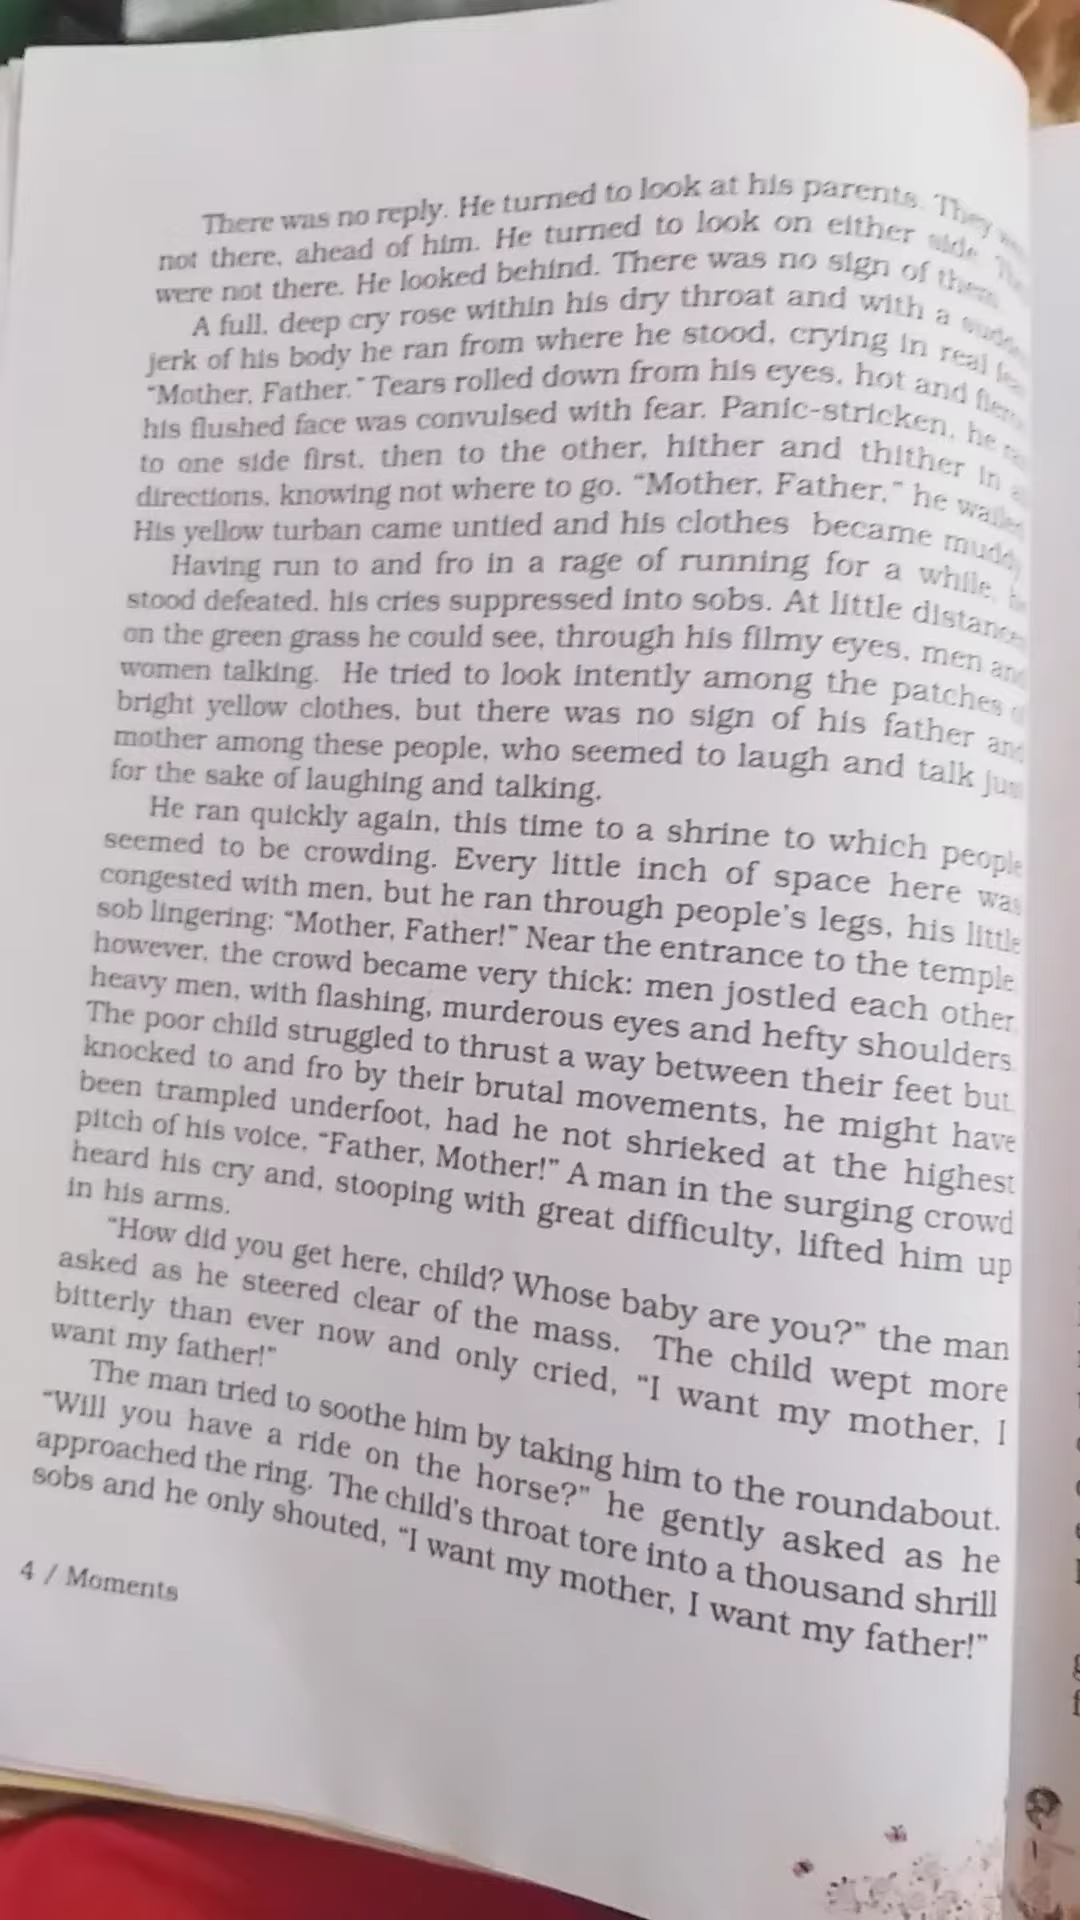 There was no reply. He turned to look at his parents. They
not there, ahead of him. He turned to look on either side. They
were not there. He looked behind. There was no sign of them.
A full, deep cry rose within his dry throat and with a sudden
jerk of his body he ran from where he stood, crying in real fear
“Mother, Father.” Tears rolled down from his eyes, hot and fierce
his flushed face was convulsed with fear. Panic-stricken, he ran
to one side first, then to the other, hither and thither in
directions, knowing not where to go. “Mother, Father,” he wailed
His yellow turban came untied and his clothes became muddy
Having run to and fro in a rage of running for a while, he
stood defeated, his cries suppressed into sobs. At little distances
on the green grass he could see, through his filmy eyes, men and
women talking. He tried to look intently among the patches
bright yellow clothes, but there was no sign of his father and
mother among these people, who seemed to laugh and talk just
for the sake of laughing and talking.
He ran quickly again, this time to a shrine to which people
seemed to be crowding. Every little inch of space here was
congested with men, but he ran through people’s legs, his little
sob lingering: “Mother, Father!” Near the entrance to the temple,
however, the crowd became very thick: men jostled each other,
heavy men, with flashing, murderous eyes and hefty shoulders.
The poor child struggled to thrust a way between their feet but,
knocked to and fro by their brutal movements, he might have
been trampled underfoot, had he not shrieked at the highest
pitch of his voice, “Father, Mother!” A man in the surging crowd
heard his cry and, stooping with great difficulty, lifted him up
in his arms.
“How did you get here, child? Whose baby are you?” the man
asked as he steered clear of the mass. The child wept more
bitterly than ever now and only cried, “I want my mother, I
want my father!”
The man tried to soothe him by taking him to the roundabout.
“Will you have a ride on the horse?” he gently asked as he
approached the ring. The child’s throat tore into a thousand shrill
sobs and he only shouted, “I want my mother, I want my father!”
4 / Moments